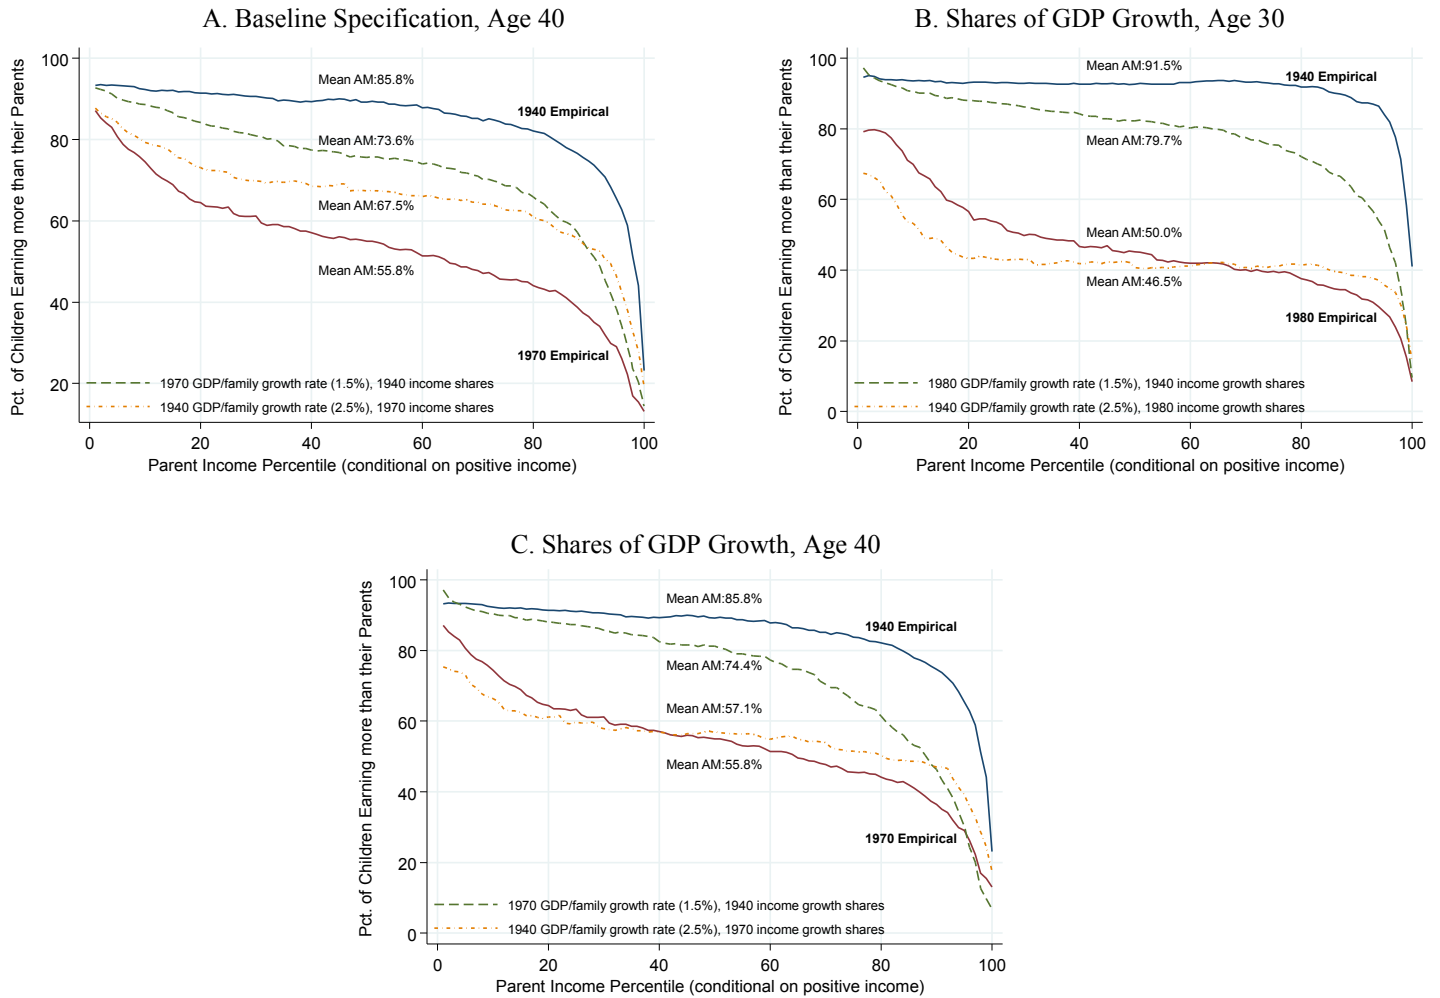 A. Baseline Specification, Age 40
Pct. of Children Earning more than their Parents
100
80
60
40
20
Mean AM:85.8%
1940 Empirical
Mean AM:73.6%
Mean AM:67.5%
Mean AM:55.8%
1970 Empirical
1970 GDP/family growth rate (1.5%), 1940 income shares
1940 GDP/family growth rate (2.5%), 1970 income shares
0 20 40 60 80 100
Parent Income Percentile (conditional on positive income)
B. Shares of GDP Growth, Age 30
Pct. of Children Earning more than their Parents
100
80
60
40
20
0
Mean AM:91.5%
1940 Empirical
Mean AM:79.7%
Mean AM:50.0%
Mean AM:46.5%
1980 Empirical
1980 GDP/family growth rate (1.5%), 1940 income growth shares
1940 GDP/family growth rate (2.5%), 1980 income growth shares
0 20 40 60 80 100
Parent Income Percentile (conditional on positive income)
C. Shares of GDP Growth, Age 40
Pct. of Children Earning more than their Parents
100
80
60
40
20
0
Mean AM:85.8%
1940 Empirical
Mean AM:74.4%
Mean AM:57.1%
Mean AM:55.8%
1970 Empirical
1970 GDP/family growth rate (1.5%), 1940 income growth shares
1940 GDP/family growth rate (2.5%), 1970 income growth shares
0 20 40 60 80 100
Parent Income Percentile (conditional on positive income)